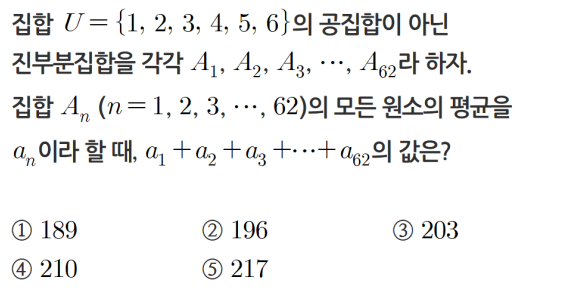 집합 U = {1, 2, 3, 4, 5, 6}의 공집합이 아닌
진부분집합을 각각 A₁, A₂, A₃, ⋯, A₆₂라 하자.
집합 Aₙ (n = 1, 2, 3, ⋯, 62)의 모든 원소의 평균을
aₙ이라 할 때, a₁ + a₂ + a₃ + ⋯ + a₆₂의 값은?
① 189 ② 196 ③ 203
④ 210 ⑤ 217